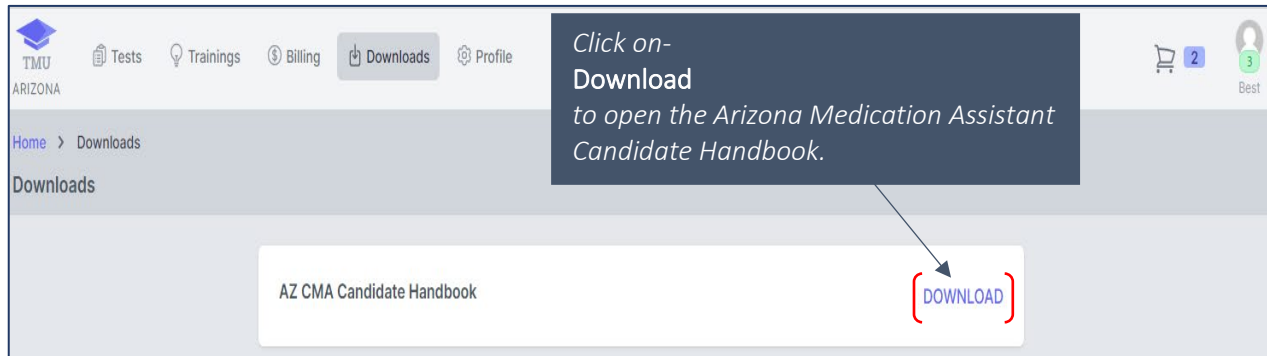 TMU
ARIZONA
Tests
Trainings
Billing
Downloads
Profile
2
3
Best
Click on-
Download
to open the Arizona Medication Assistant
Candidate Handbook.
Home > Downloads
Downloads
AZ CMA Candidate Handbook
DOWNLOAD